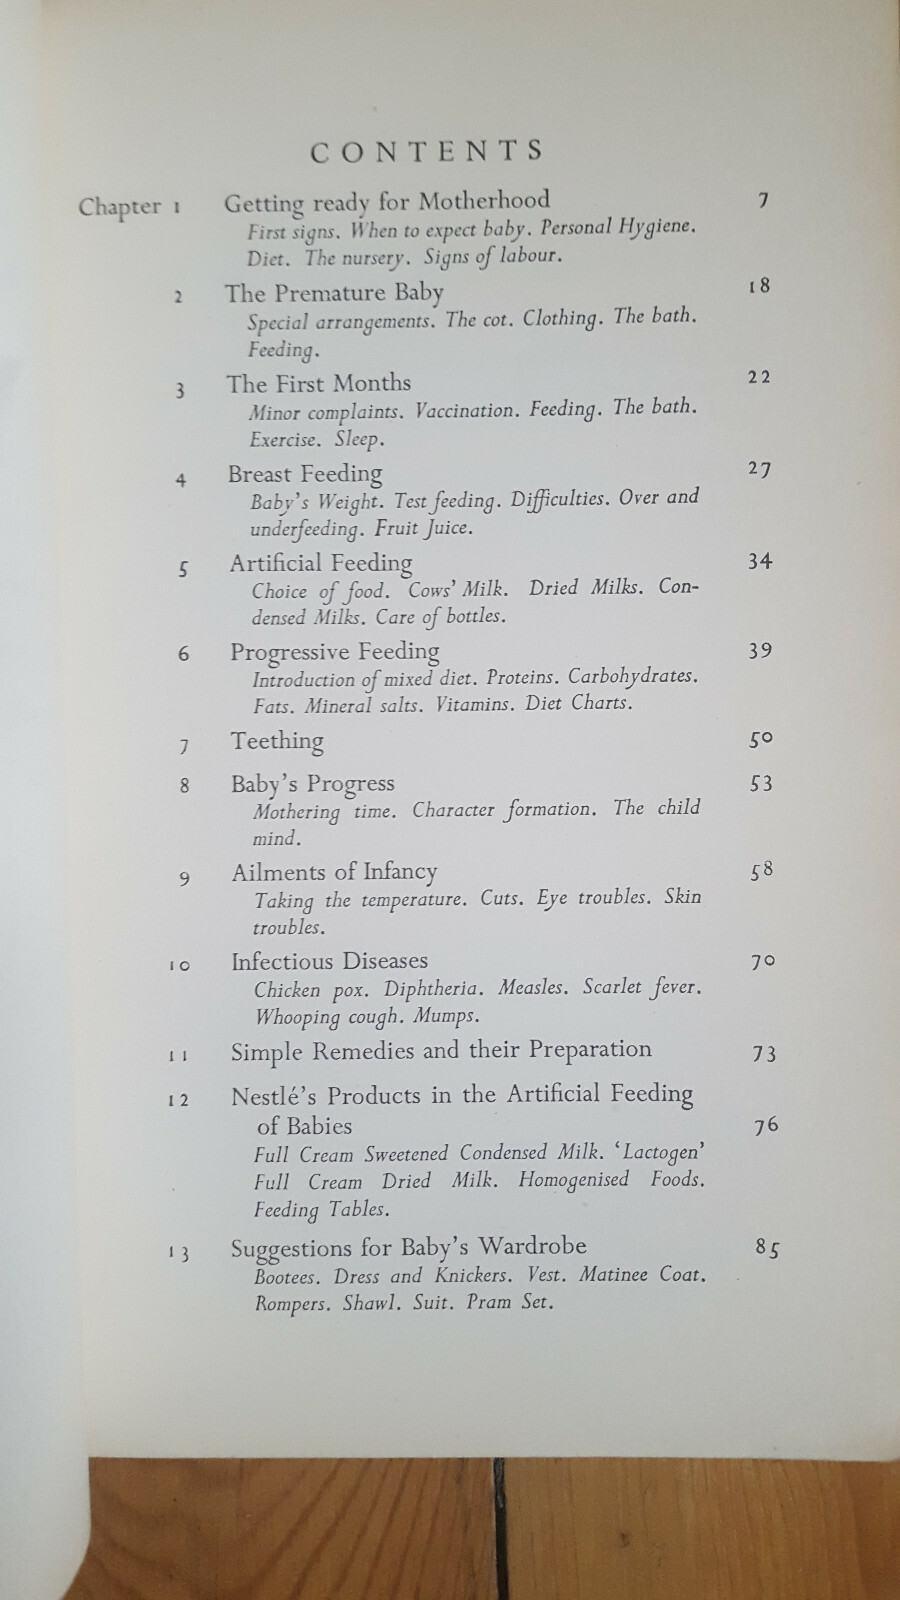 CONTENTS
Chapter 1 Getting ready for Motherhood 7
First signs. When to expect baby. Personal Hygiene.
Diet. The nursery. Signs of labour.
2 The Premature Baby 18
Special arrangements. The cot. Clothing. The bath.
Feeding.
3 The First Months 22
Minor complaints. Vaccination. Feeding. The bath.
Exercise. Sleep.
4 Breast Feeding 27
Baby's Weight. Test feeding. Difficulties. Over and
underfeeding. Fruit Juice.
5 Artificial Feeding 34
Choice of food. Cows' Milk. Dried Milks. Con-
densed Milks. Care of bottles.
6 Progressive Feeding 39
Introduction of mixed diet. Proteins. Carbohydrates.
Fats. Mineral salts. Vitamins. Diet Charts.
7 Teething 50
8 Baby's Progress 53
Mothering time. Character formation. The child
mind.
9 Ailments of Infancy 58
Taking the temperature. Cuts. Eye troubles. Skin
troubles.
10 Infectious Diseases 70
Chicken pox. Diphtheria. Measles. Scarlet fever.
Whooping cough. Mumps.
11 Simple Remedies and their Preparation 73
12 Nestlé's Products in the Artificial Feeding
of Babies 76
Full Cream Sweetened Condensed Milk. 'Lactogen'
Full Cream Dried Milk. Homogenised Foods.
Feeding Tables.
13 Suggestions for Baby's Wardrobe 85
Bootees. Dress and Knickers. Vest. Matinee Coat.
Rompers. Shawl. Suit. Pram Set.